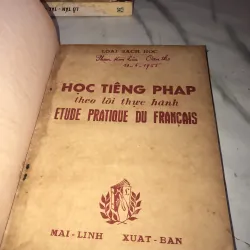 LOẠI SÁCH HỌC
HỌC TIẾNG PHÁP
theo lối thực hành
ETUDE PRATIQUE DU FRANÇAIS
MAI - LINH XUẤT - BẢN